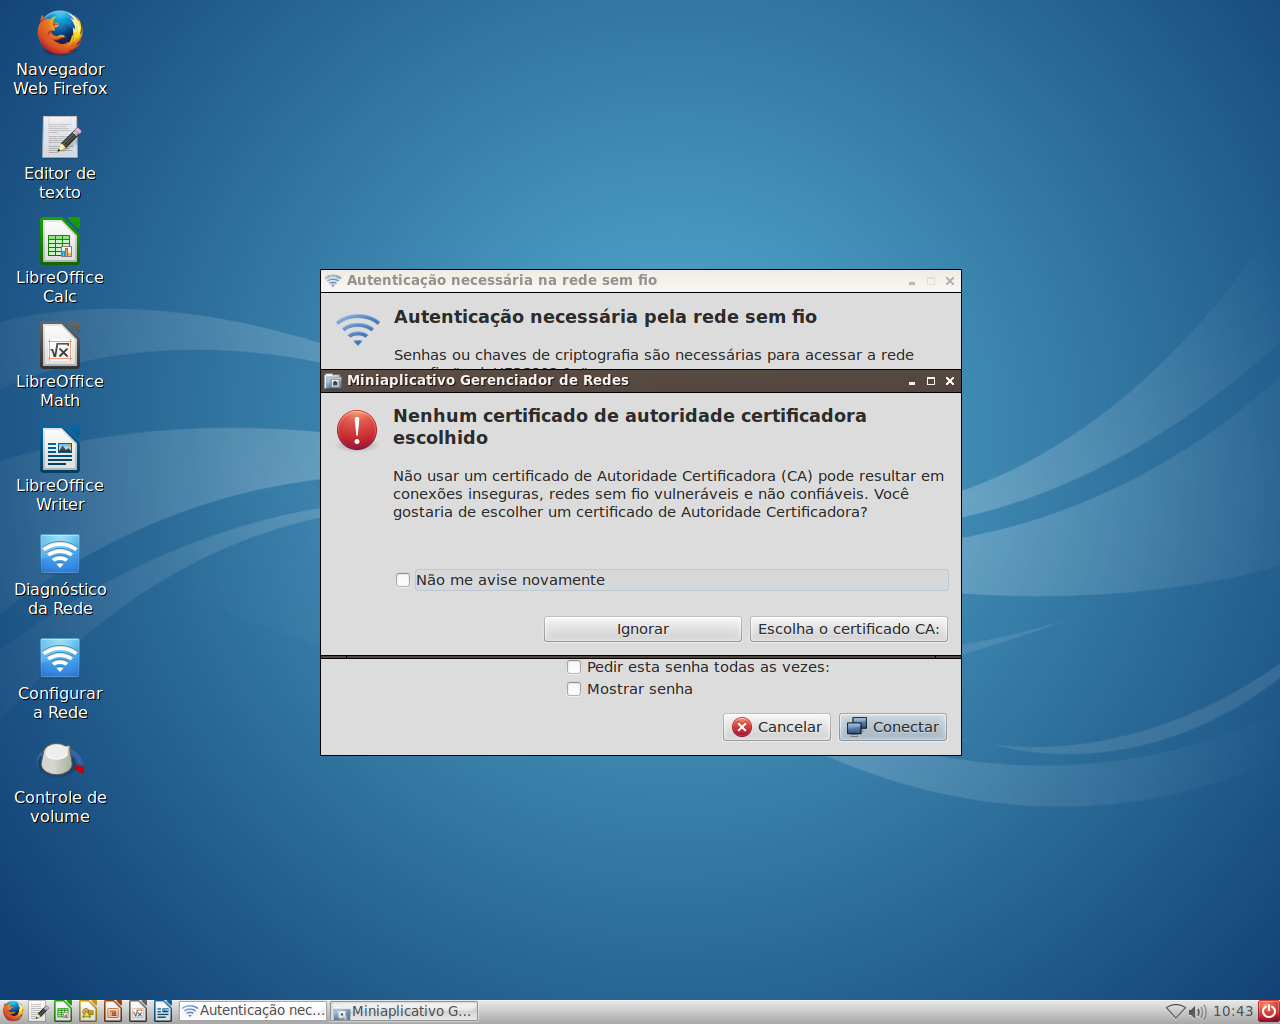 Navegador
Web Firefox
Editor de
texto
LibreOffice
Calc
LibreOffice
Math
LibreOffice
Writer
Diagnóstico
da Rede
Configurar
a Rede
Controle de
volume
Autenticação necessária na rede sem fio
Autenticação necessária pela rede sem fio
Senhas ou chaves de criptografia são necessárias para acessar a rede
Miniaplicativo Gerenciador de Redes
Nenhum certificado de autoridade certificadora
escolhido
Não usar um certificado de Autoridade Certificadora (CA) pode resultar em
conexões inseguras, redes sem fio vulneráveis e não confiáveis. Você
gostaria de escolher um certificado de Autoridade Certificadora?
Não me avise novamente
Ignorar
Escolha o certificado CA:
Pedir esta senha todas as vezes:
Mostrar senha
Cancelar
Conectar
Autenticação nec...
Miniaplicativo G...
10:43